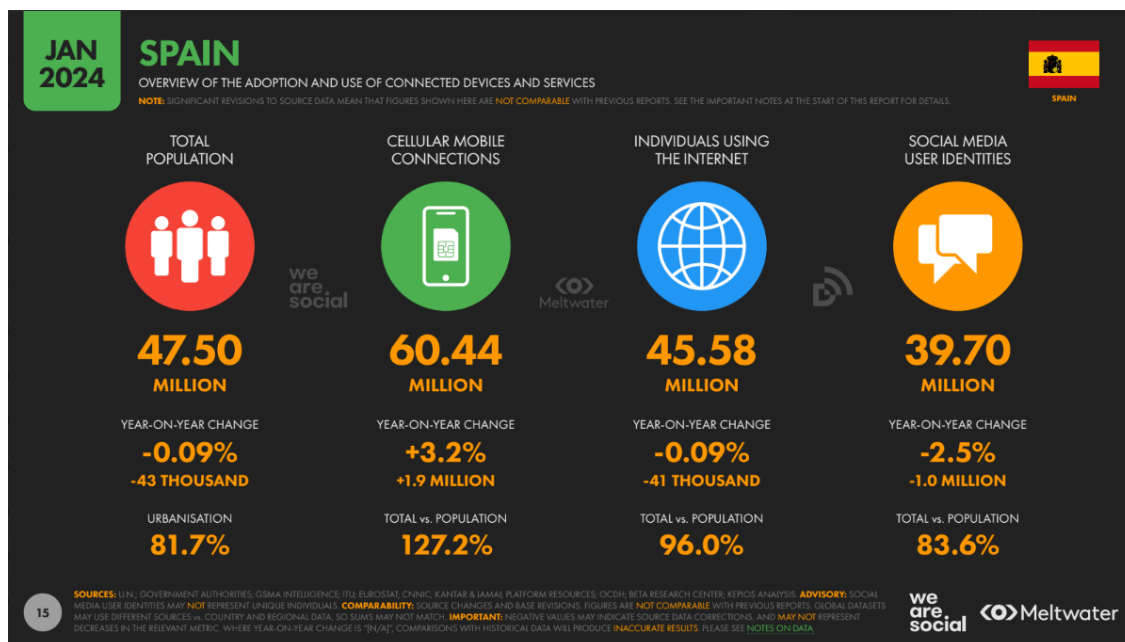 JAN
2024
SPAIN
OVERVIEW OF THE ADOPTION AND USE OF CONNECTED DEVICES AND SERVICES
NOTE: SIGNIFICANT REVISIONS TO SOURCE DATA MEAN THAT FIGURES SHOWN HERE ARE NOT COMPARABLE WITH PREVIOUS REPORTS. SEE THE IMPORTANT NOTES AT THE START OF THIS REPORT FOR DETAILS.
SPAIN
TOTAL
POPULATION
47.50
MILLION
YEAR-ON-YEAR CHANGE
-0.09%
-43 THOUSAND
URBANISATION
81.7%
CELLULAR MOBILE
CONNECTIONS
60.44
MILLION
YEAR-ON-YEAR CHANGE
+3.2%
+1.9 MILLION
TOTAL vs. POPULATION
127.2%
INDIVIDUALS USING
THE INTERNET
45.58
MILLION
YEAR-ON-YEAR CHANGE
-0.09%
-41 THOUSAND
TOTAL vs. POPULATION
96.0%
SOCIAL MEDIA
USER IDENTITIES
39.70
MILLION
YEAR-ON-YEAR CHANGE
-2.5%
-1.0 MILLION
TOTAL vs. POPULATION
83.6%
we
are
social
Meltwater
15
SOURCES: U.N.; GOVERNMENT AUTHORITIES; GSMA INTELLIGENCE; ITU; EUROSTAT; CNNIC; KANTAR & IAMAI; PLATFORM RESOURCES; OCDH; BETA RESEARCH CENTER; KEPIOS ANALYSIS. ADVISORY: SOCIAL
MEDIA USER IDENTITIES MAY NOT REPRESENT UNIQUE INDIVIDUALS. COMPARABILITY: SOURCE CHANGES AND BASE REVISIONS. FIGURES ARE NOT COMPARABLE WITH PREVIOUS REPORTS. GLOBAL DATASETS
MAY USE DIFFERENT SOURCES vs. COUNTRY AND REGIONAL DATA, SO SUMS MAY NOT MATCH. IMPORTANT: NEGATIVE VALUES MAY INDICATE SOURCE DATA CORRECTIONS, AND MAY NOT REPRESENT
DECREASES IN THE RELEVANT METRIC. WHERE YEAR-ON-YEAR CHANGE IS "[N/A]", COMPARISONS WITH HISTORICAL DATA WILL PRODUCE INACCURATE RESULTS. PLEASE SEE NOTES ON DATA.
we
are
social
Meltwater